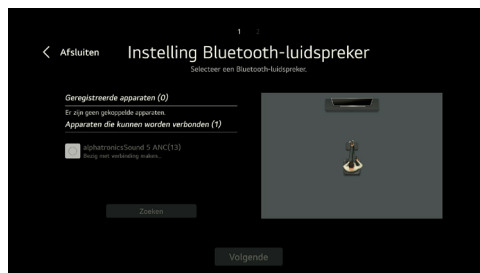 1 2
Afsluiten
Instelling Bluetooth-luidspreker
Selecteer een Bluetooth-luidspreker.
Geregistreerde apparaten (0)
Er zijn geen gekoppelde apparaten.
Apparaten die kunnen worden verbonden (1)
alphatronicsSound 5 ANC(13)
Bezig met verbinding maken...
Zoeken
Volgende